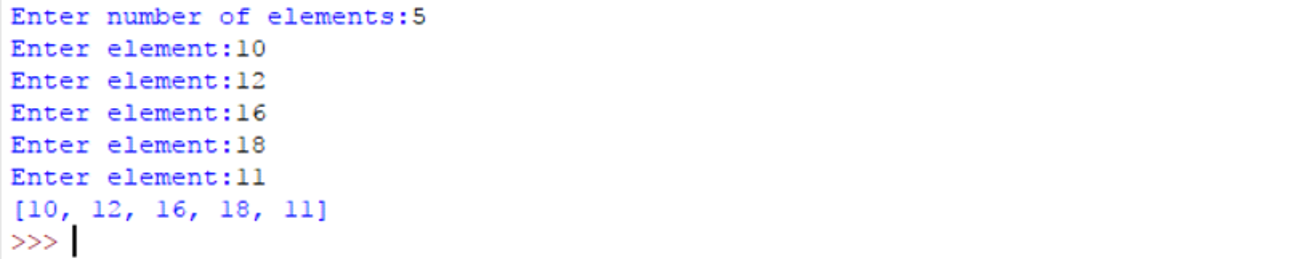 Enter number of elements:5
Enter element:10
Enter element:12
Enter element:16
Enter element:18
Enter element:11
[10, 12, 16, 18, 11]
>>>